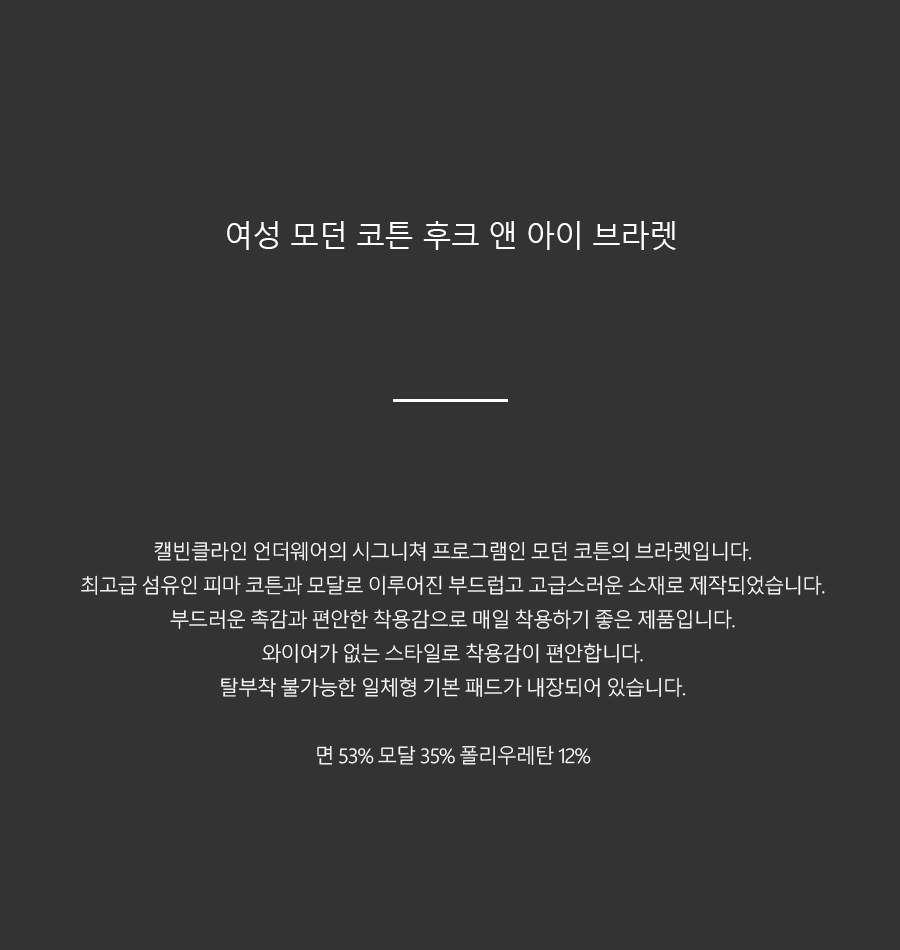 여성 모던 코튼 후크 앤 아이 브라렛
캘빈클라인 언더웨어의 시그니쳐 프로그램인 모던 코튼의 브라렛입니다.
최고급 섬유인 피마 코튼과 모달로 이루어진 부드럽고 고급스러운 소재로 제작되었습니다.
부드러운 촉감과 편안한 착용감으로 매일 착용하기 좋은 제품입니다.
와이어가 없는 스타일로 착용감이 편안합니다.
탈부착 불가능한 일체형 기본 패드가 내장되어 있습니다.
면 53% 모달 35% 폴리우레탄 12%